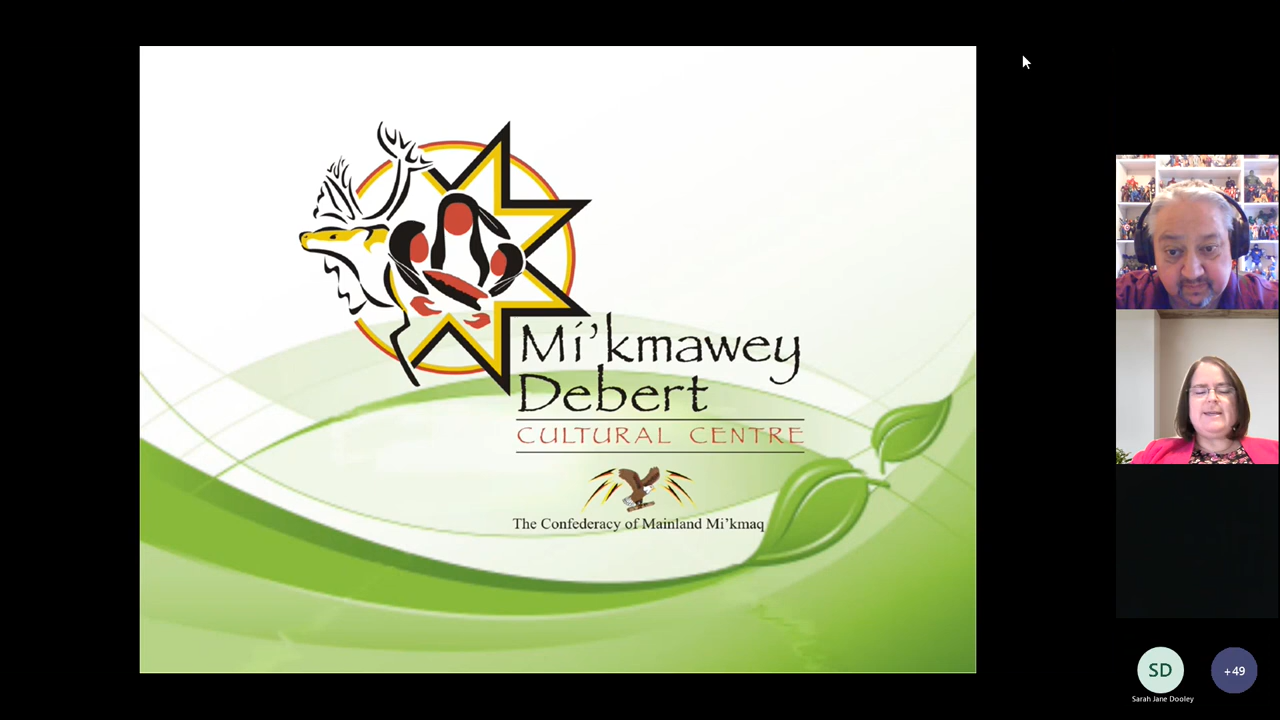 Mi'kmawey
Debert
CULTURAL CENTRE
The Confederacy of Mainland Mi'kmaq
SD
+49
Sarah Jane Dooley